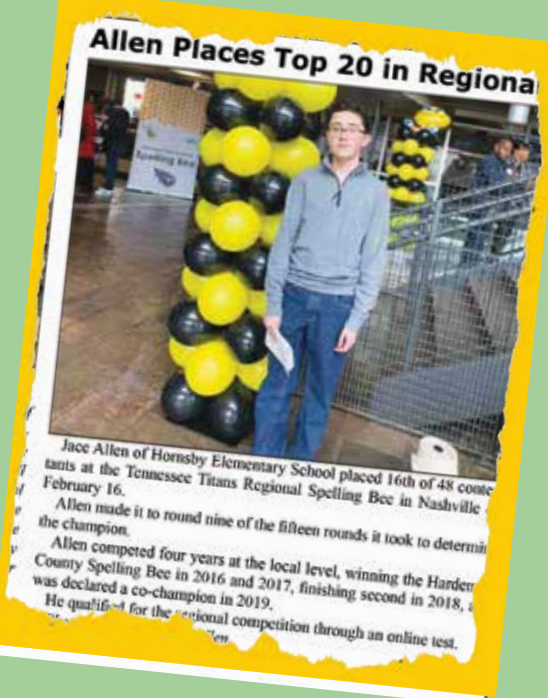 Allen Places Top 20 in Regiona
Spelling Bee
Jace Allen of Hornsby Elementary School placed 16th of 48 conte
tants at the Tennessee Titans Regional Spelling Bee in Nashville
February 16.
Allen made it to round nine of the fifteen rounds it took to determin
the champion.
Allen competed four years at the local level, winning the Hardem
County Spelling Bee in 2016 and 2017, finishing second in 2018,
was declared a co-champion in 2019.
He qualified for the regional competition through an online test.